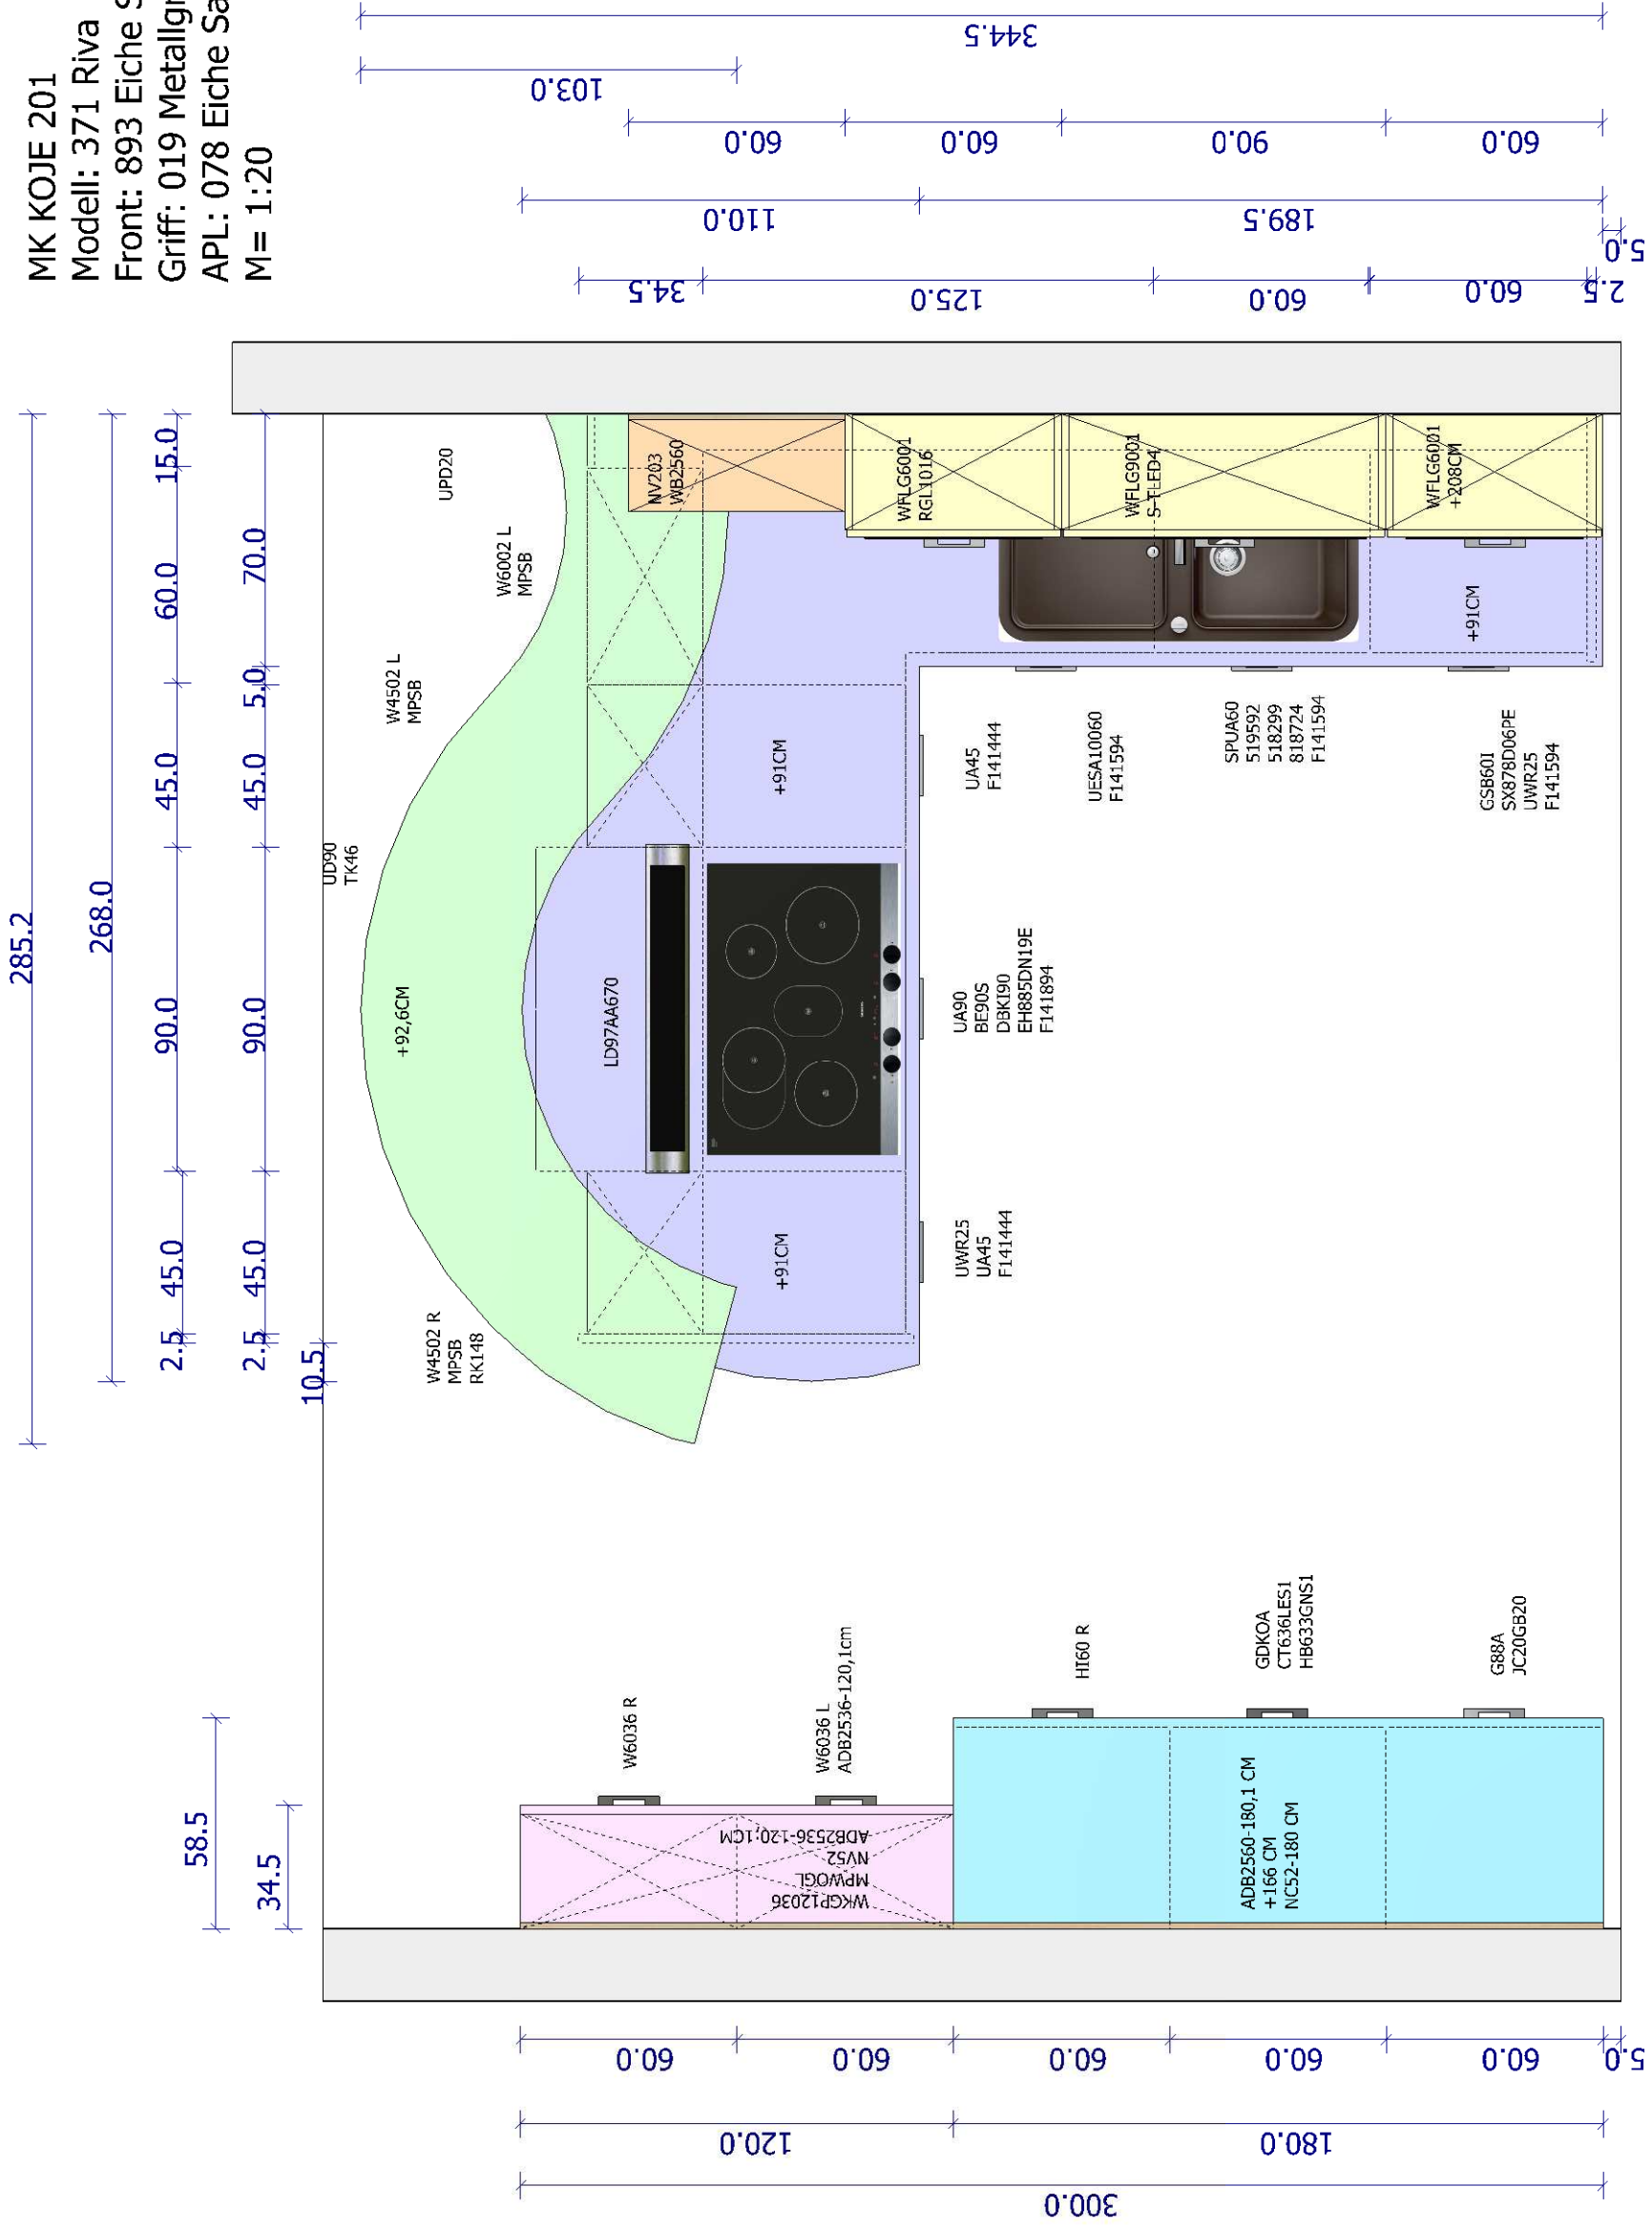 MK KOJE 201
Modell: 371 Riva
Front: 893 Eiche S
Griff: 019 Metallgr
APL: 078 Eiche Sa
M= 1:20
344.5
103.0
60.0
60.0
90.0
60.0
110.0
189.5
5.0
34.5
125.0
60.0
60.0
2.5
285.2
268.0
15.0
60.0
5.0
45.0
90.0
45.0
2.5
70.0
45.0
90.0
45.0
2.5
10.5
UPD20
W6002 L
MPSB
W4502 L
MPSB
UD90
TK46
+92,6CM
W4502 R
MPSB
RK148
NV203
WB2560
WFLG6001
RGL1016
WFLG9001
S-TLED4
WFLG6001
+208CM
+91CM
+91CM
LD97AA670
+91CM
UA45
F141444
UESA10060
F141594
SPUA60
519592
518299
818724
F141594
GSB60I
SX878D06PE
UWR25
F141594
UA90
BE90S
DBKI90
EH885DN19E
F141894
UWR25
UA45
F141444
W6036 R
W6036 L
ADB2536-120,1cm
HI60 R
GDKOA
CT636LES1
HB633GNS1
G88A
JC20GB20
58.5
34.5
WKGP12036
MPWOGL
NV52
ADB2536-120,1CM
ADB2560-180,1 CM
+166 CM
NC52-180 CM
60.0
60.0
60.0
60.0
60.0
5.0
120.0
180.0
300.0